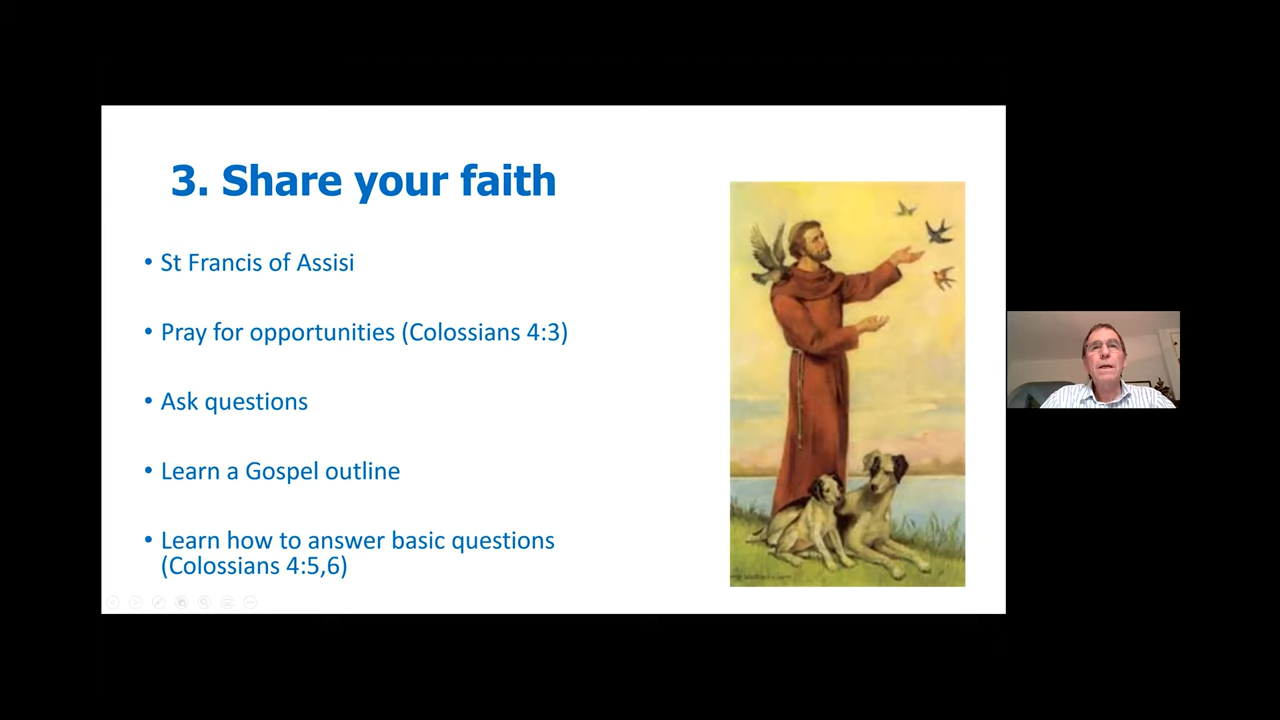 3. Share your faith
• St Francis of Assisi
• Pray for opportunities (Colossians 4:3)
• Ask questions
• Learn a Gospel outline
• Learn how to answer basic questions
(Colossians 4:5,6)